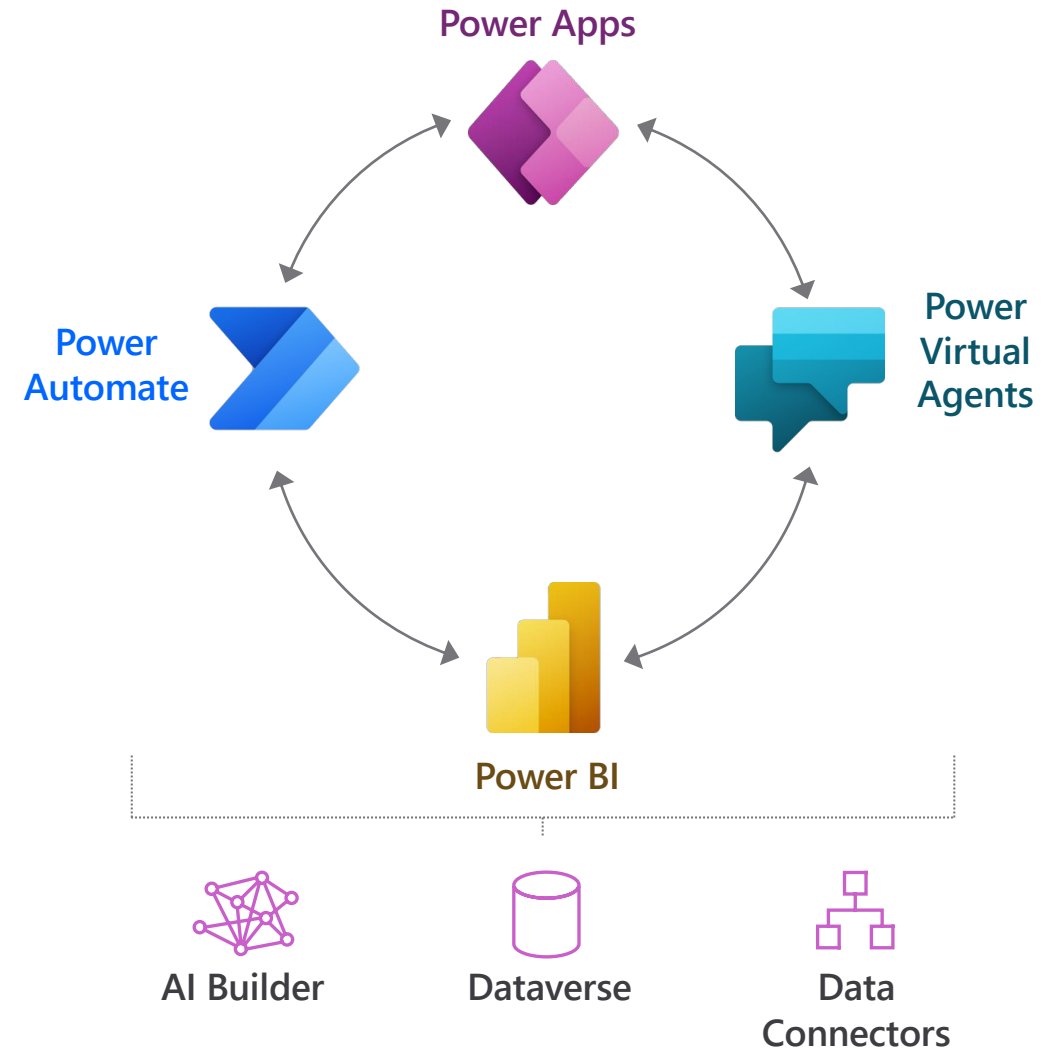 Power Apps
Power
Automate
Power
Virtual
Agents
Power BI
AI Builder
Dataverse
Data
Connectors